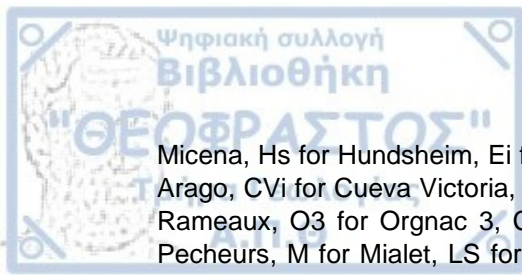 Ψηφιακή συλλογή
Βιβλιοθήκη
"ΘΕΟΦΡΑΣΤΟΣ"
Micena, Hs for Hundsheim, Ei
Arago, CVi for Cueva Victoria,
Rameaux, O3 for Orgnac 3,
Α.Π.Θ
Pecheurs, M for Mialet, LS for